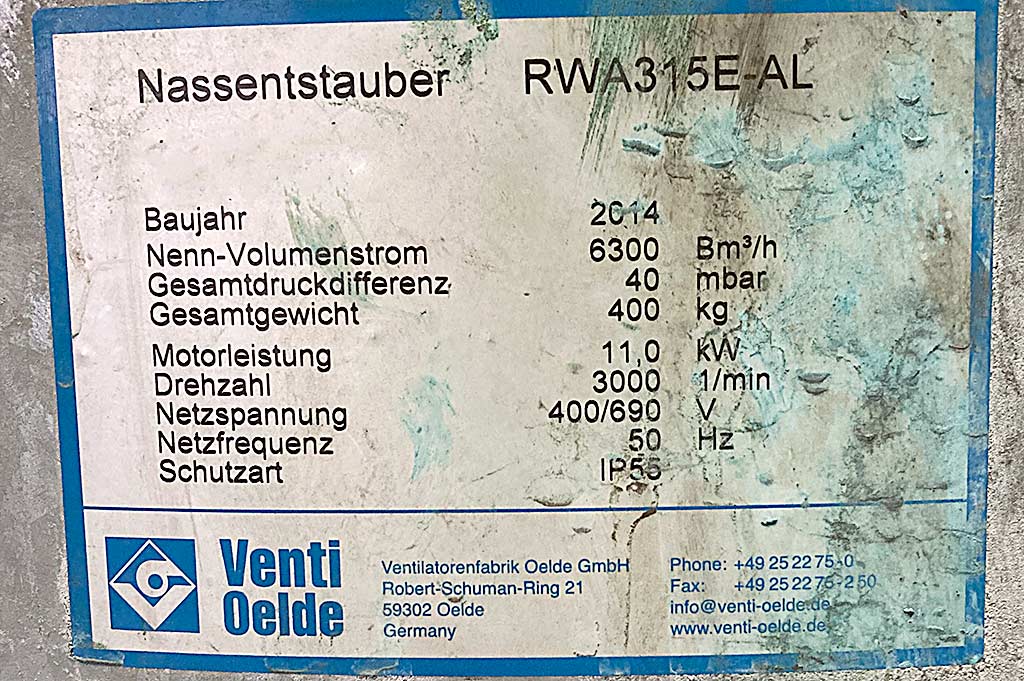 Nassentstauber RWA315E-AL
Baujahr 2014
Nenn-Volumenstrom 6300 Bm³/h
Gesamtdruckdifferenz 40 mbar
Gesamtgewicht 400 kg
Motorleistung 11,0 kW
Drehzahl 3000 1/min
Netzspannung 400/690 V
Netzfrequenz 50 Hz
Schutzart IP55
Venti
Oelde
Ventilatorenfabrik Oelde GmbH
Robert-Schuman-Ring 21
59302 Oelde
Germany
Phone: +49 25 22 75-0
Fax: +49 25 22 75-2 50
info@venti-oelde.de
www.venti-oelde.de